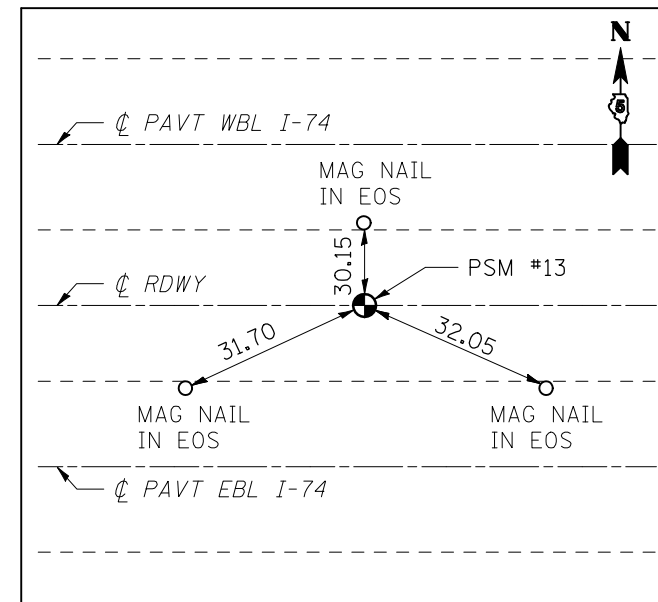 N
5
℄ PAVT WBL I-74
MAG NAIL
IN EOS
30.15
PSM #13
℄ RDWY
31.70
32.05
MAG NAIL
IN EOS
MAG NAIL
IN EOS
℄ PAVT EBL I-74